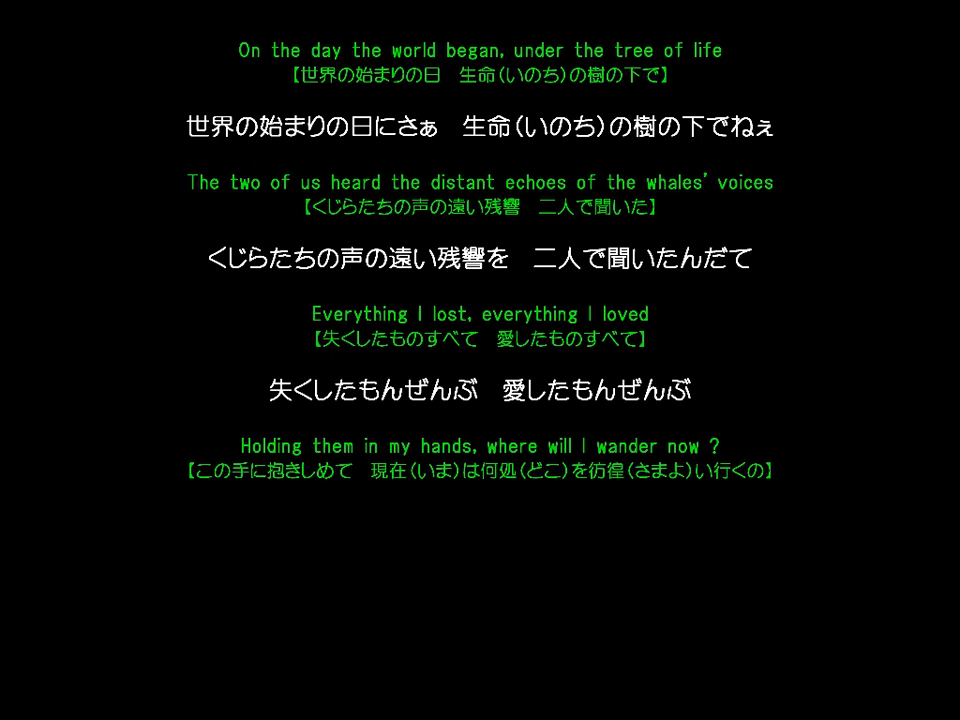 On the day the world began, under the tree of life
【世界の始まりの日　生命(いのち)の樹の下で】
世界の始まりの日にさぁ　生命(いのち)の樹の下でねぇ
The two of us heard the distant echoes of the whales' voices
【くじらたちの声の遠い残響　二人で聞いた】
くじらたちの声の遠い残響を　二人で聞いたんだて
Everything I lost, everything I loved
【失くしたものすべて　愛したものすべて】
失くしたもんぜんぶ　愛したもんぜんぶ
Holding them in my hands, where will I wander now ?
【この手に抱きしめて　現在(いま)は何処(どこ)を彷徨(さまよ)い行くの】